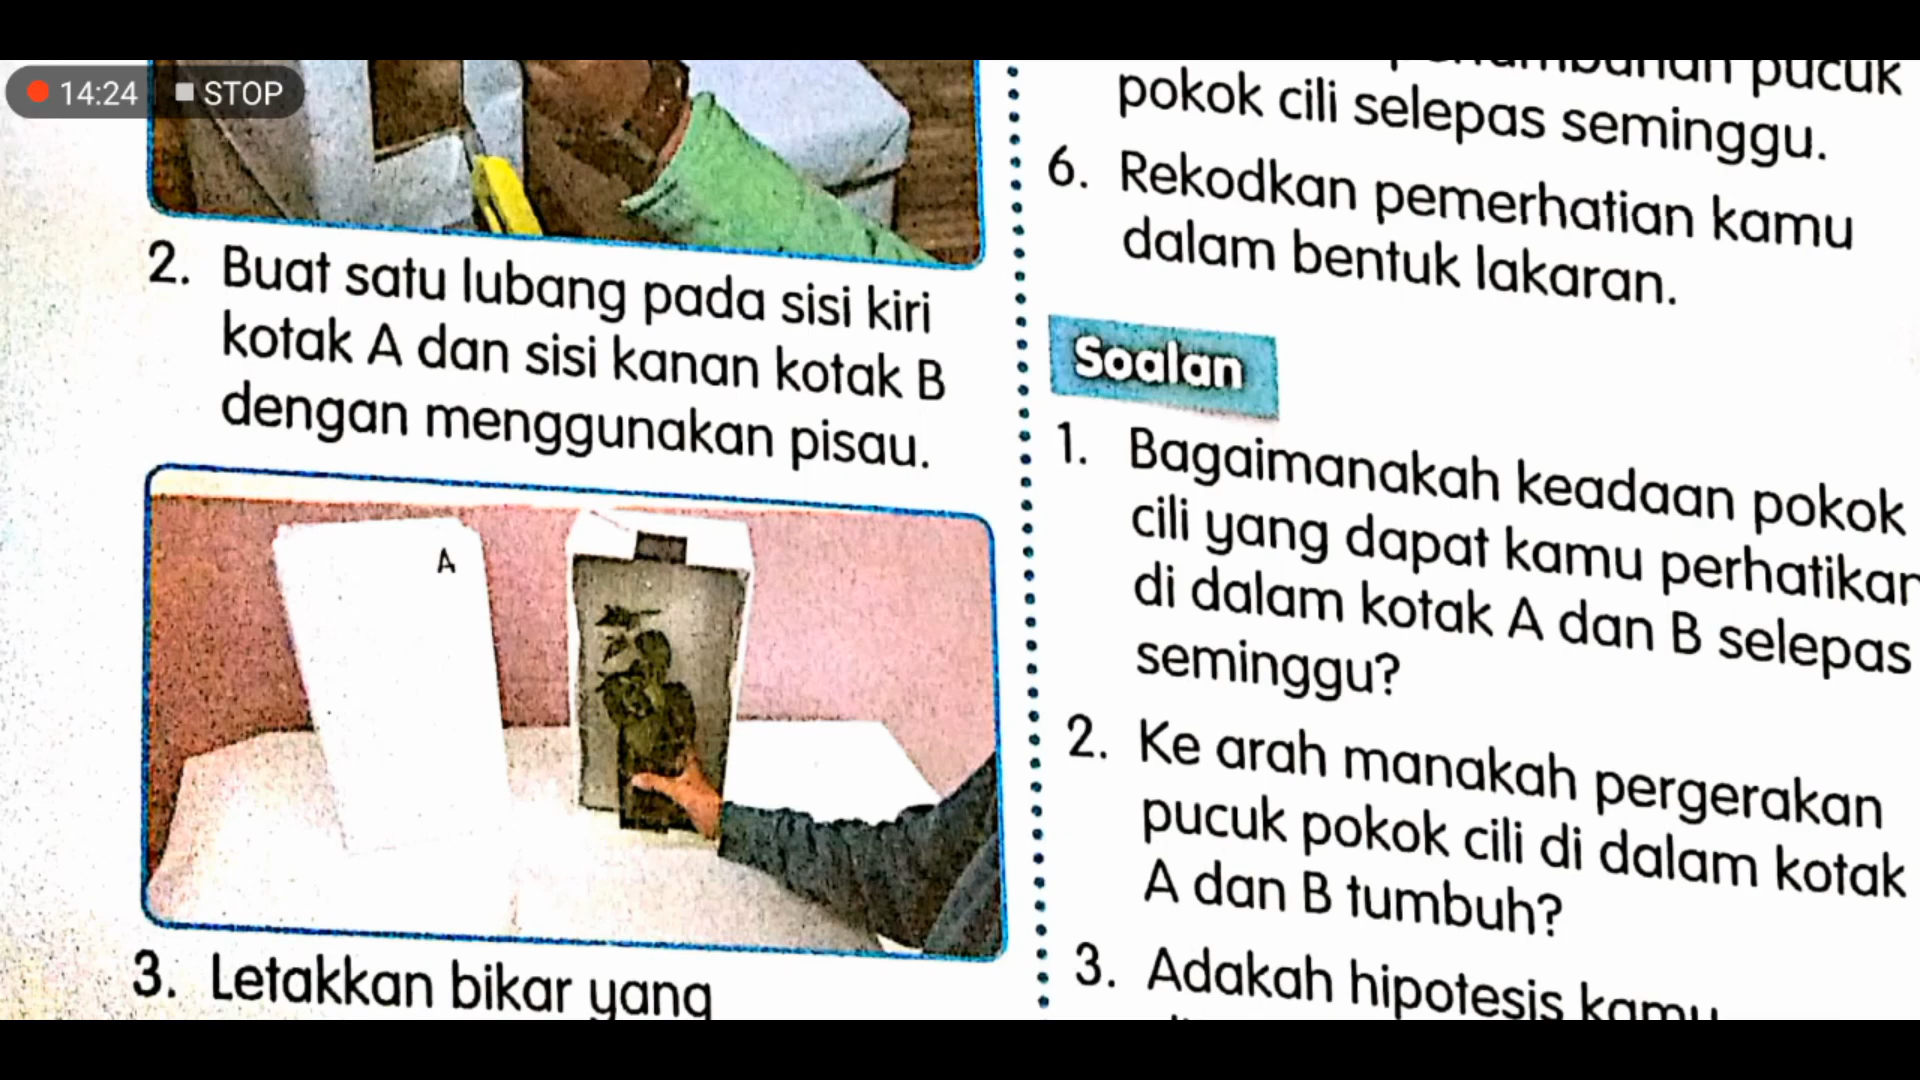 14:24 STOP
2. Buat satu lubang pada sisi kiri
kotak A dan sisi kanan kotak B
dengan menggunakan pisau.
A
3. Letakkan bikar yang
pucuk
pokok cili selepas seminggu.
6. Rekodkan pemerhatian kamu
dalam bentuk lakaran.
Soalan
1. Bagaimanakah keadaan pokok
cili yang dapat kamu perhatikan
di dalam kotak A dan B selepas
seminggu?
2. Ke arah manakah pergerakan
pucuk pokok cili di dalam kotak
A dan B tumbuh?
3. Adakah hipotesis kamu